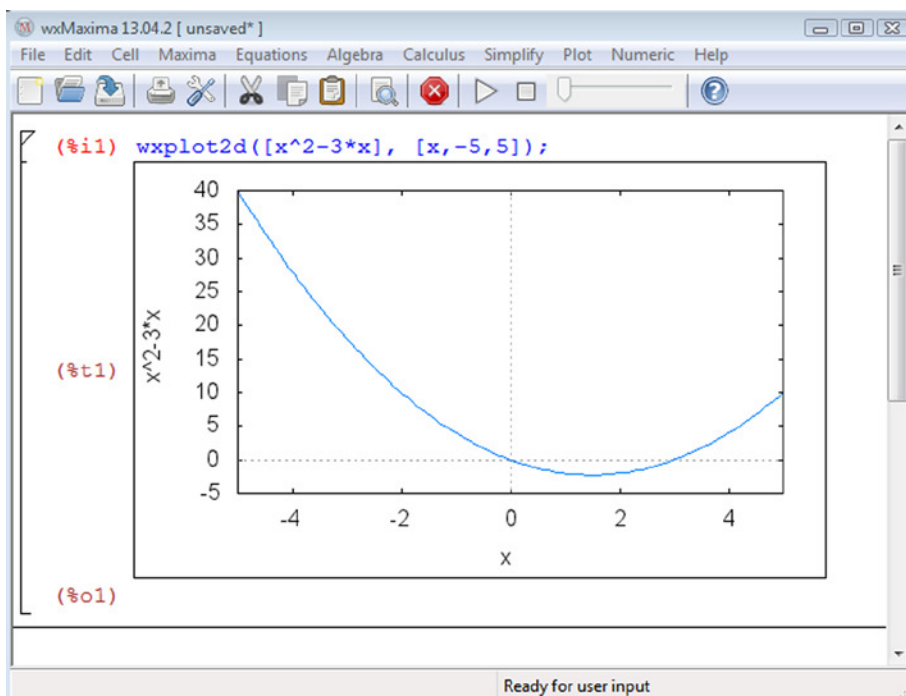 wxMaxima 13.04.2 [ unsaved* ]
File Edit Cell Maxima Equations Algebra Calculus Simplify Plot Numeric Help
(%i1) wxplot2d([x^2-3*x], [x,-5,5]);
40
35
30
25
20
15
10
5
0
-5
x^2-3*x
(%t1)
-4 -2 0 2 4
x
(%o1)
Ready for user input